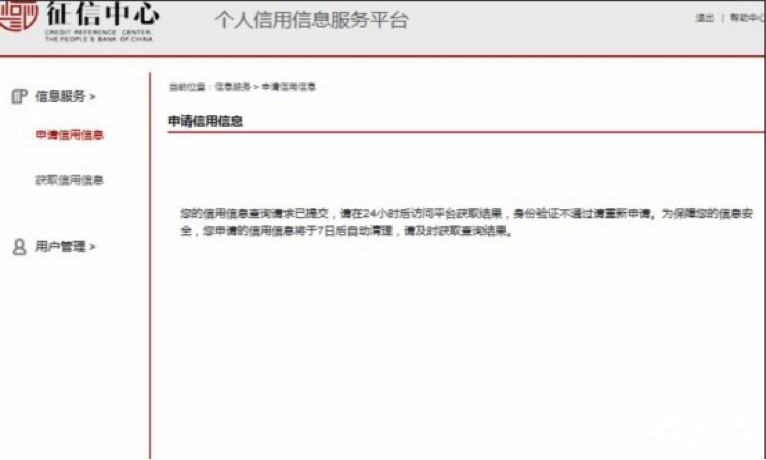 征信中心
CREDIT REFERENCE CENTER,
THE PEOPLE'S BANK OF CHINA
个人信用信息服务平台
退出 | 帮助中心
信息服务 >
申请信用信息
获取信用信息
用户管理 >
当前位置：信息服务 > 申请信用信息
申请信用信息
您的信用信息查询请求已提交，请在24小时后访问平台获取结果，身份验证不通过请重新申请。为保障您的信息安
全，您申请的信用信息将于7日后自动清理，请及时获取查询结果。